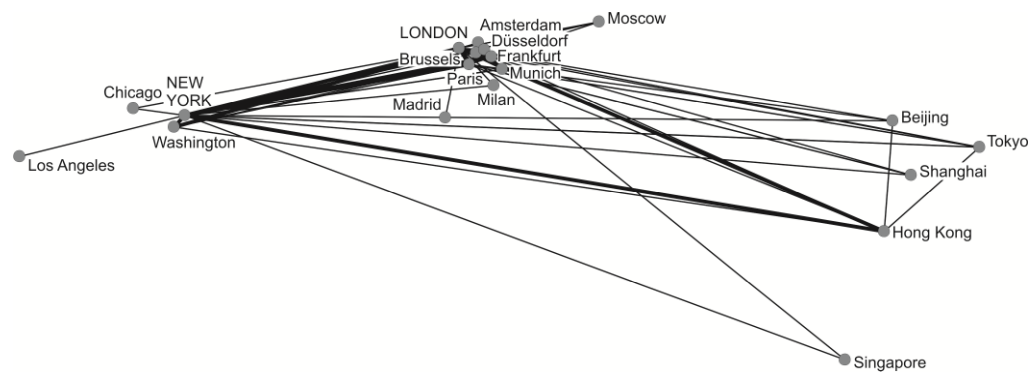 Moscow
Amsterdam
LONDON
Düsseldorf
Brussels
Frankfurt
Paris
Munich
Milan
Madrid
Chicago
NEW
YORK
Washington
Los Angeles
Beijing
Tokyo
Shanghai
Hong Kong
Singapore